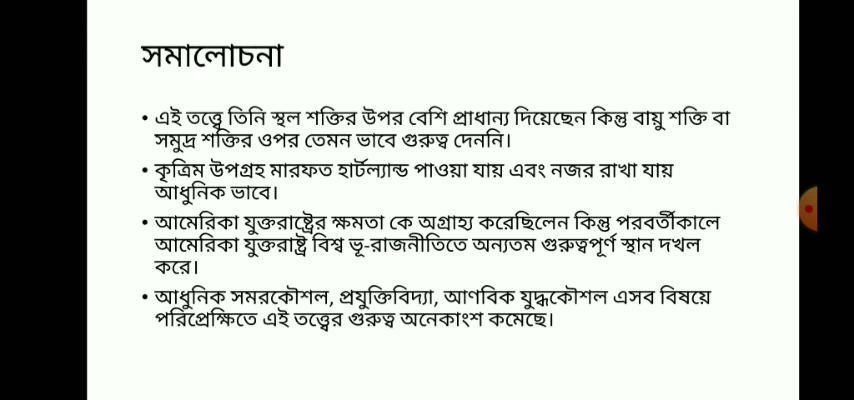 সমালোচনা
• এই তত্ত্বে তিনি স্থল শক্তির উপর বেশি প্রাধান্য দিয়েছেন কিন্তু বায়ু শক্তি বা
সমুদ্র শক্তির ওপর তেমন ভাবে গুরুত্ব দেননি।
• কৃত্রিম উপগ্রহ মারফত হার্টল্যান্ড পাওয়া যায় এবং নজর রাখা যায়
আধুনিক ভাবে।
• আমেরিকা যুক্তরাষ্ট্রের ক্ষমতা কে অগ্রাহ্য করেছিলেন কিন্তু পরবর্তীকালে
আমেরিকা যুক্তরাষ্ট্র বিশ্ব ভূ-রাজনীতিতে অন্যতম গুরুত্বপূর্ণ স্থান দখল
করে।
• আধুনিক সমরকৌশল, প্রযুক্তিবিদ্যা, আণবিক যুদ্ধকৌশল এসব বিষয়ে
পরিপ্রেক্ষিতে এই তত্ত্বের গুরুত্ব অনেকাংশ কমেছে।